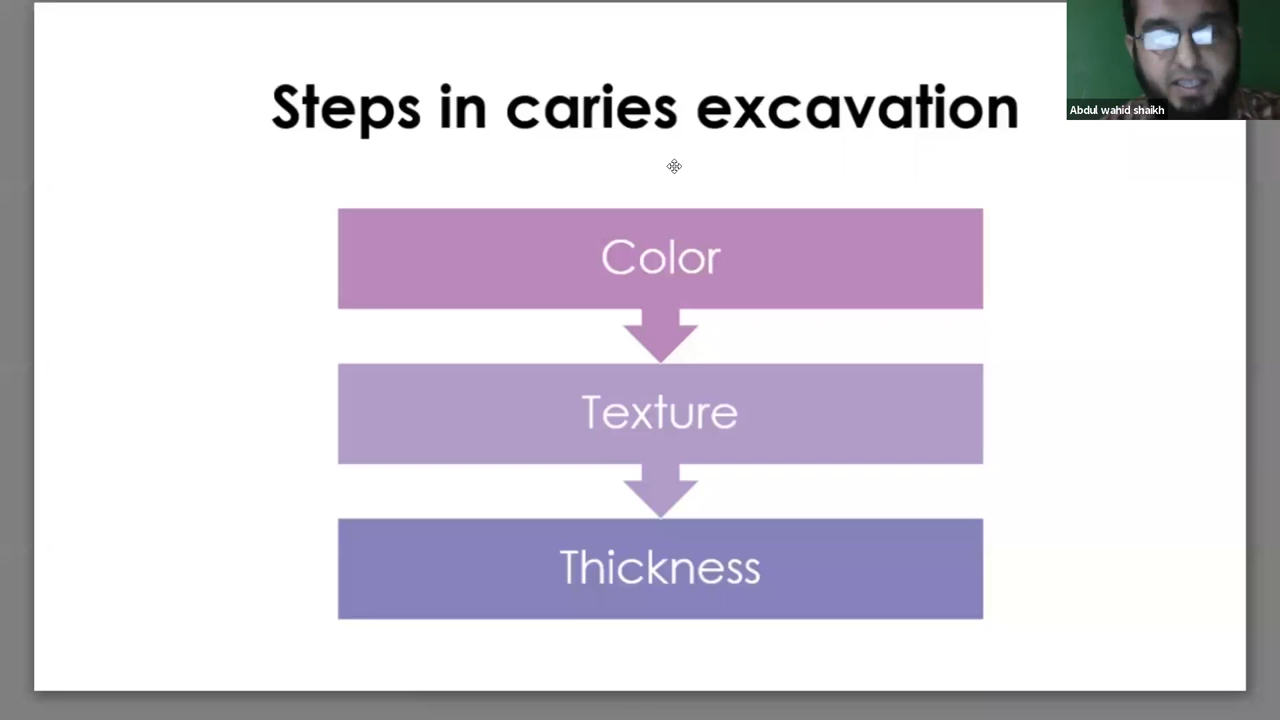 Steps in caries excavation
Abdul wahid shaikh
Color
Texture
Thickness